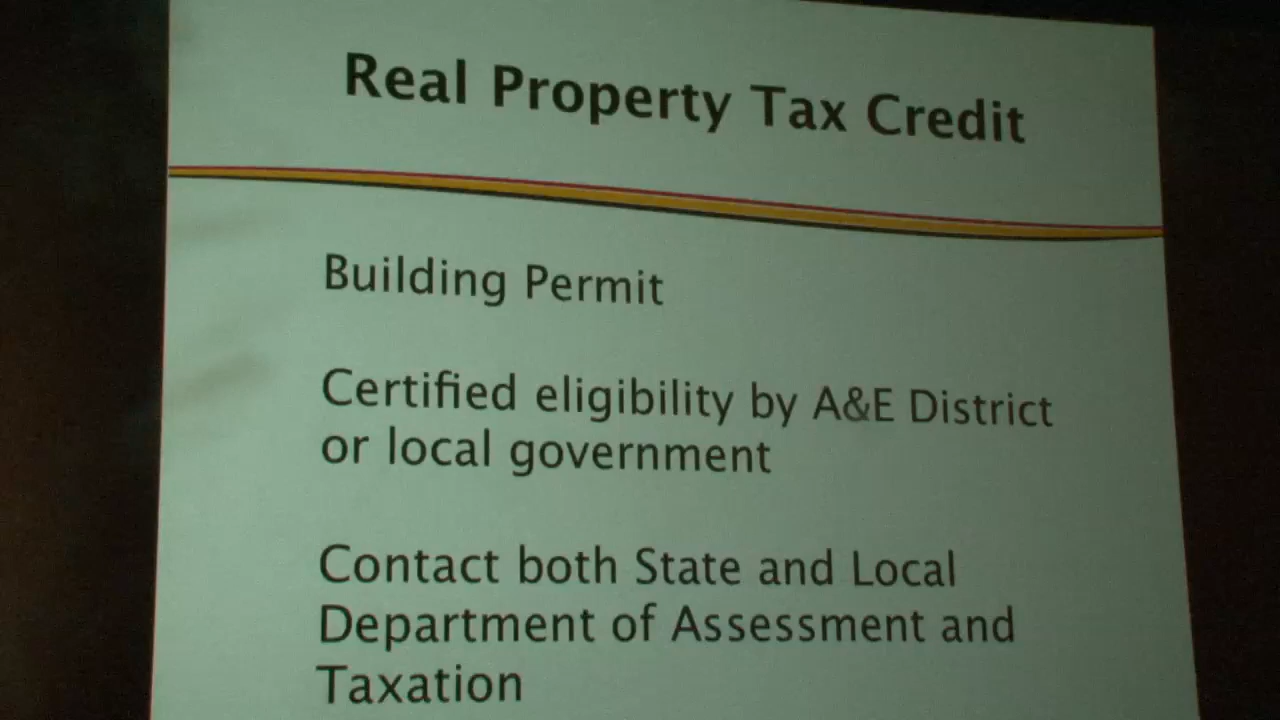 Real Property Tax Credit
Building Permit
Certified eligibility by A&E District
or local government
Contact both State and Local
Department of Assessment and
Taxation